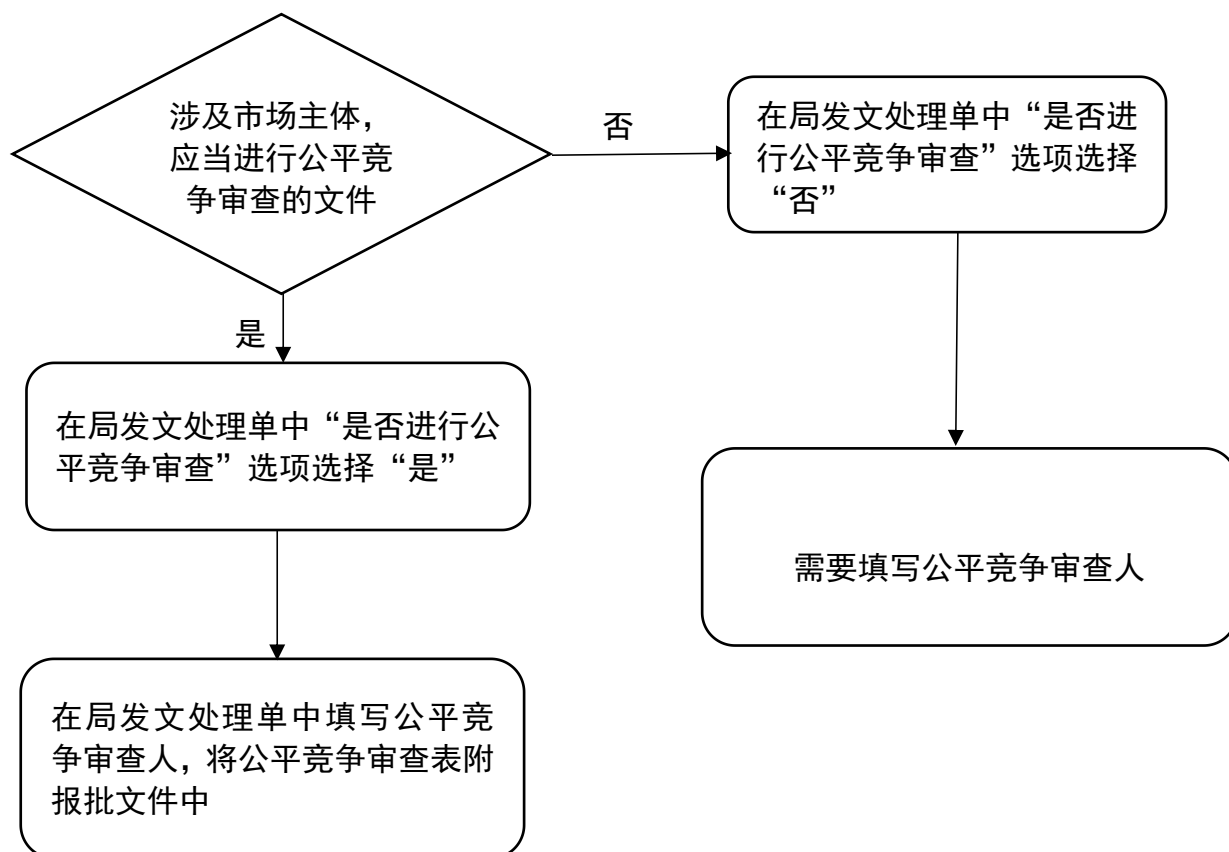 涉及市场主体，
应当进行公平竞
争审查的文件
否
在局发文处理单中“是否进
行公平竞争审查”选项选择
“否”
是
在局发文处理单中“是否进行公
平竞争审查”选项选择“是”
需要填写公平竞争审查人
在局发文处理单中填写公平竞
争审查人，将公平竞争审查表附
报批文件中